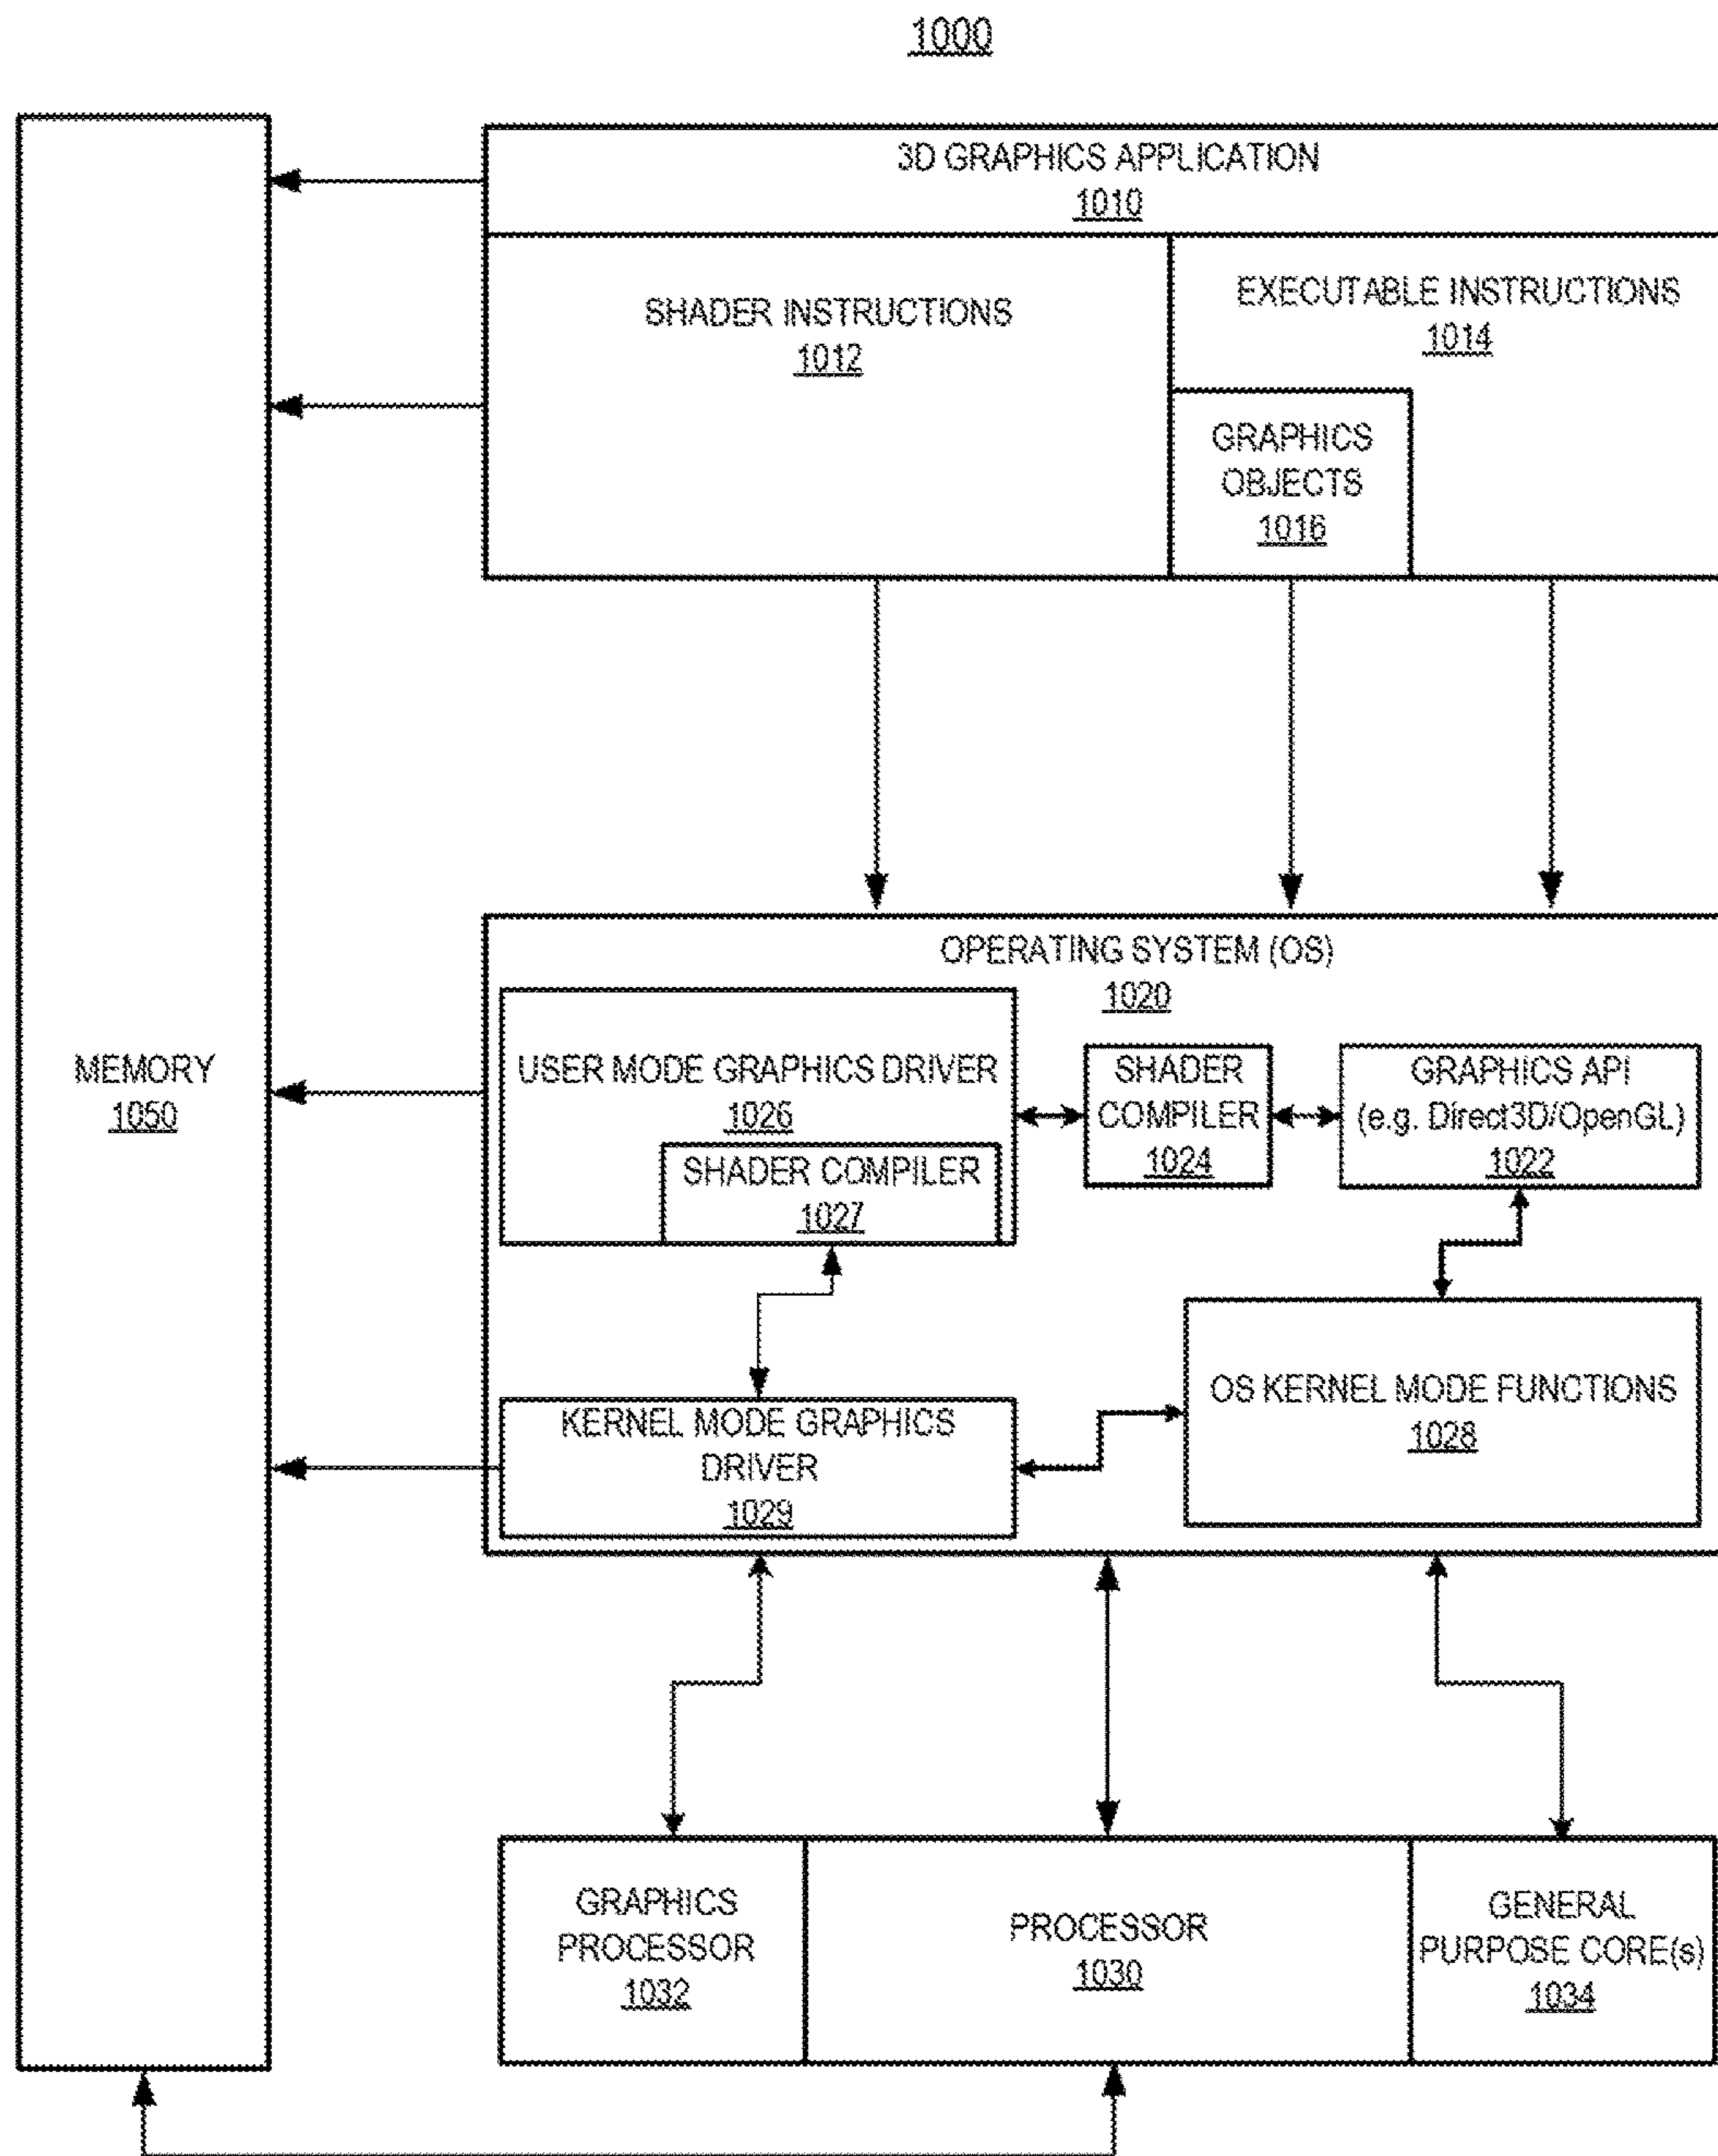 1000
3D GRAPHICS APPLICATION
1010
SHADER INSTRUCTIONS
1012
EXECUTABLE INSTRUCTIONS
1014
GRAPHICS
OBJECTS
1016
OPERATING SYSTEM (OS)
1020
MEMORY
1050
USER MODE GRAPHICS DRIVER
1026
SHADER COMPILER
1027
SHADER
COMPILER
1024
GRAPHICS API
(e.g. Direct3D/OpenGL)
1022
KERNEL MODE GRAPHICS
DRIVER
1029
OS KERNEL MODE FUNCTIONS
1028
GRAPHICS
PROCESSOR
1032
PROCESSOR
1030
GENERAL
PURPOSE CORE(s)
1034